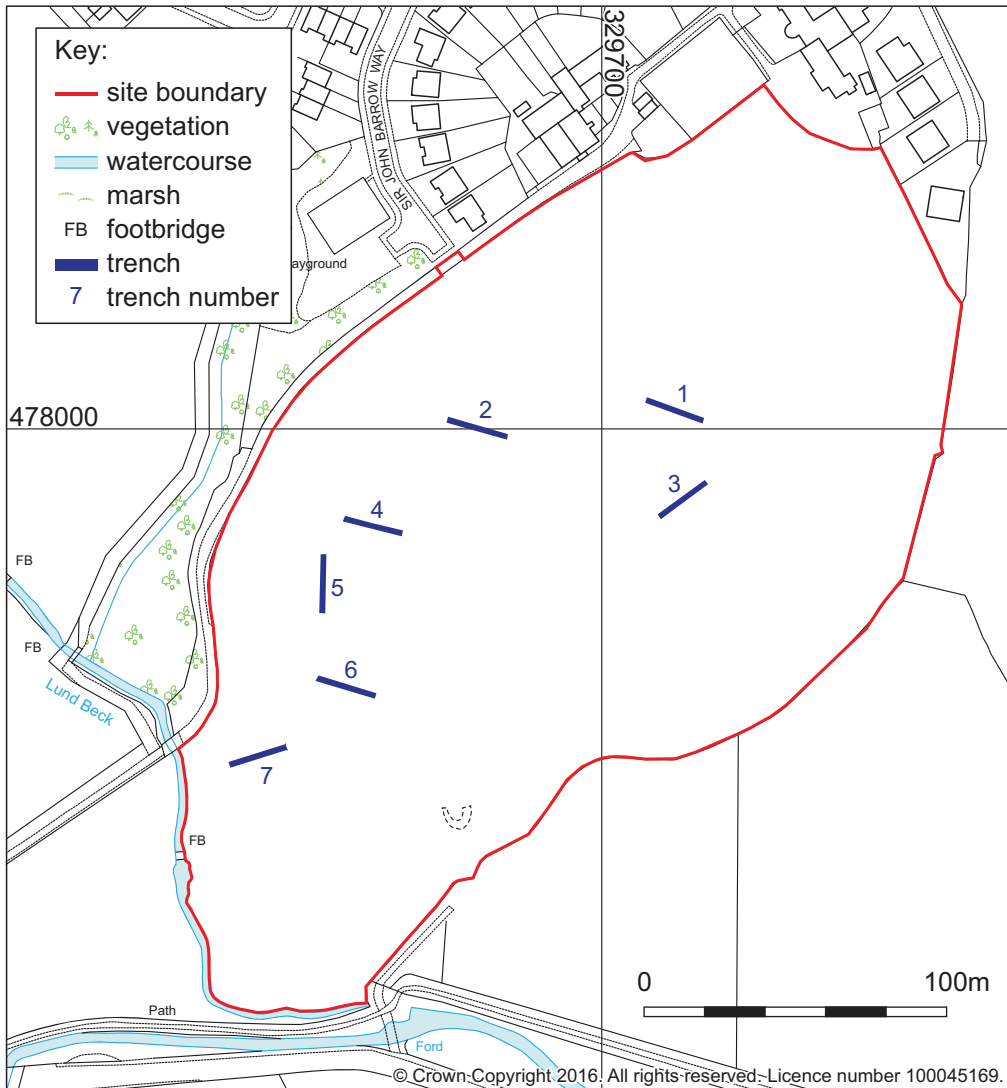 Key:
site boundary
vegetation
watercourse
marsh
FB footbridge
trench
7 trench number
SIR JOHN BARROW WAY
329700
ayground
478000
1
2
3
4
5
6
7
FB
FB
Lund Beck
FB
Path
Ford
0 100m
© Crown Copyright 2016. All rights reserved. Licence number 100045169.